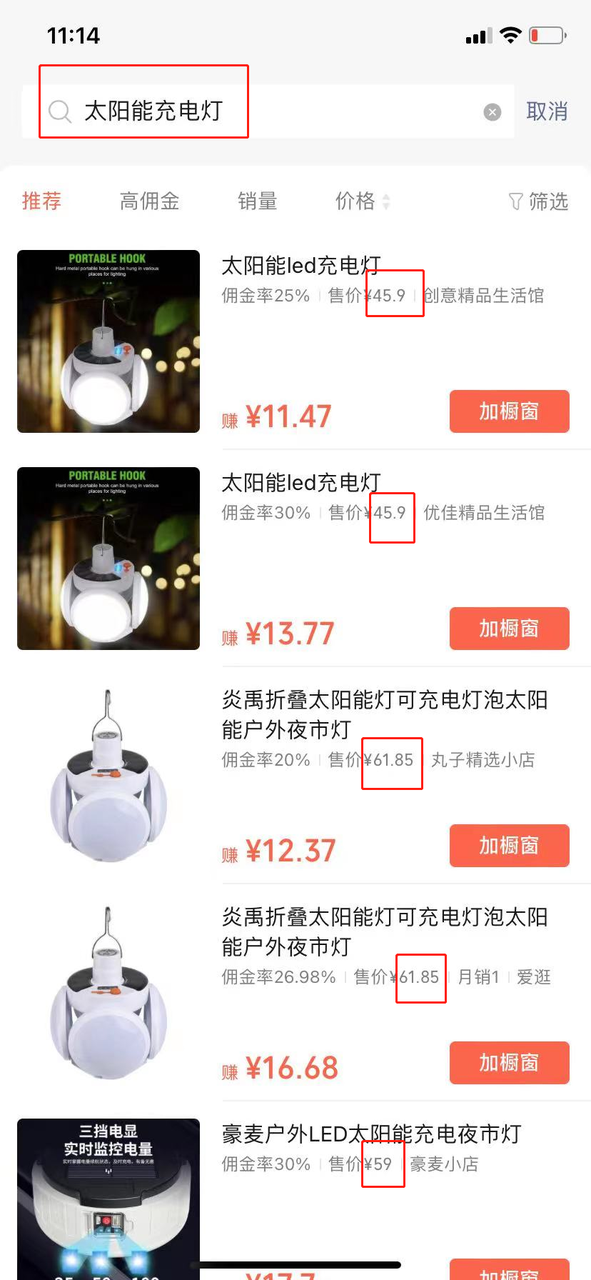 11:14
太阳能充电灯
取消
推荐 高佣金 销量 价格 筛选
PORTABLE HOOK
Hard metal portable hook can be hung in various
places for lighting
太阳能led充电灯
佣金率25% 售价¥45.9 创意精品生活馆
赚 ¥11.47
加橱窗
PORTABLE HOOK
Hard metal portable hook can be hung in various
places for lighting
太阳能led充电灯
佣金率30% 售价¥45.9 优佳精品生活馆
赚 ¥13.77
加橱窗
炎禹折叠太阳能灯可充电灯泡太阳
能户外夜市灯
佣金率20% 售价¥61.85 丸子精选小店
赚 ¥12.37
加橱窗
炎禹折叠太阳能灯可充电灯泡太阳
能户外夜市灯
佣金率26.98% 售价¥61.85 月销1 爱逛
赚 ¥16.68
加橱窗
三挡电显
实时监控电量
豪麦户外LED太阳能充电夜市灯
佣金率30% 售价¥59 豪麦小店
¥17.7
加橱窗